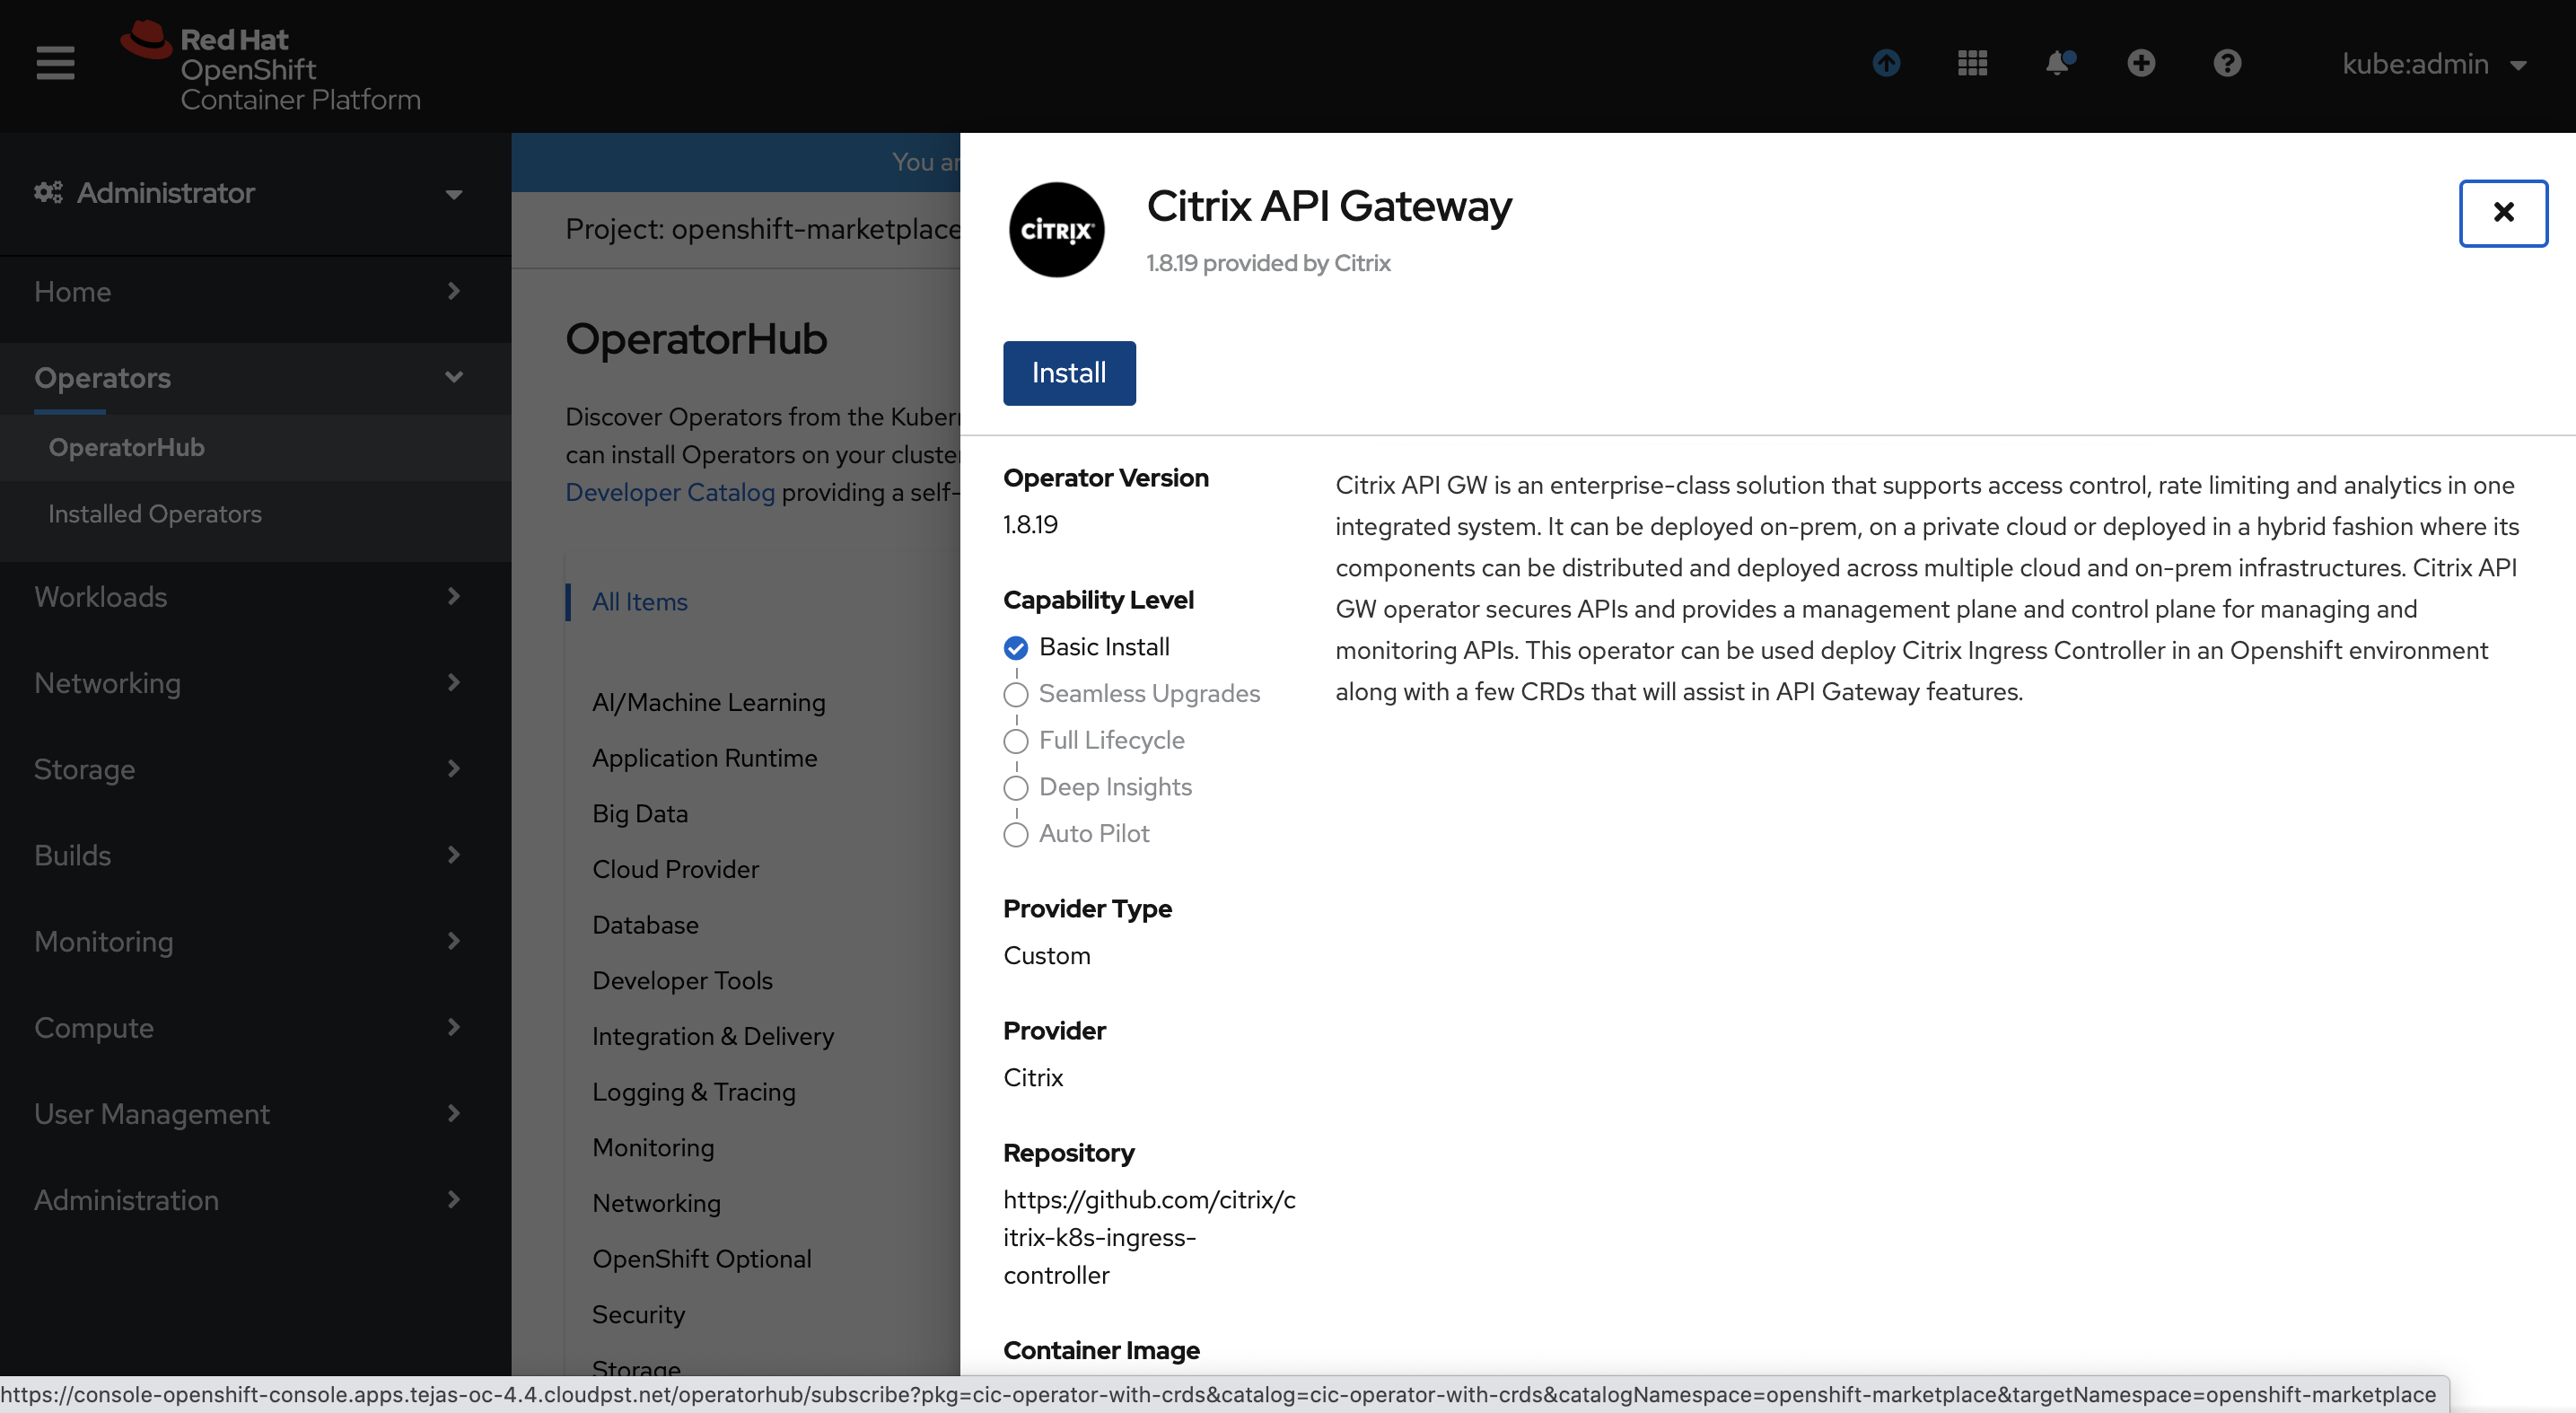 Red Hat
OpenShift
Container Platform
kube:admin
Administrator
Home
Operators
OperatorHub
Installed Operators
Workloads
Networking
Storage
Builds
Monitoring
Compute
User Management
Administration
You ar
Project: openshift-marketplace
OperatorHub
Discover Operators from the Kubern
can install Operators on your cluste
Developer Catalog providing a self-
All Items
AI/Machine Learning
Application Runtime
Big Data
Cloud Provider
Database
Developer Tools
Integration & Delivery
Logging & Tracing
Monitoring
Networking
OpenShift Optional
Security
Storage
CITRIX
Citrix API Gateway
1.8.19 provided by Citrix
Install
Operator Version
1.8.19
Capability Level
Basic Install
Seamless Upgrades
Full Lifecycle
Deep Insights
Auto Pilot
Provider Type
Custom
Provider
Citrix
Repository
https://github.com/citrix/c
itrix-k8s-ingress-
controller
Container Image
Citrix API GW is an enterprise-class solution that supports access control, rate limiting and analytics in one
integrated system. It can be deployed on-prem, on a private cloud or deployed in a hybrid fashion where its
components can be distributed and deployed across multiple cloud and on-prem infrastructures. Citrix API
GW operator secures APIs and provides a management plane and control plane for managing and
monitoring APIs. This operator can be used deploy Citrix Ingress Controller in an Openshift environment
along with a few CRDs that will assist in API Gateway features.
https://console-openshift-console.apps.tejas-oc-4.4.cloudpst.net/operatorhub/subscribe?pkg=cic-operator-with-crds&catalog=cic-operator-with-crds&catalogNamespace=openshift-marketplace&targetNamespace=openshift-marketplace